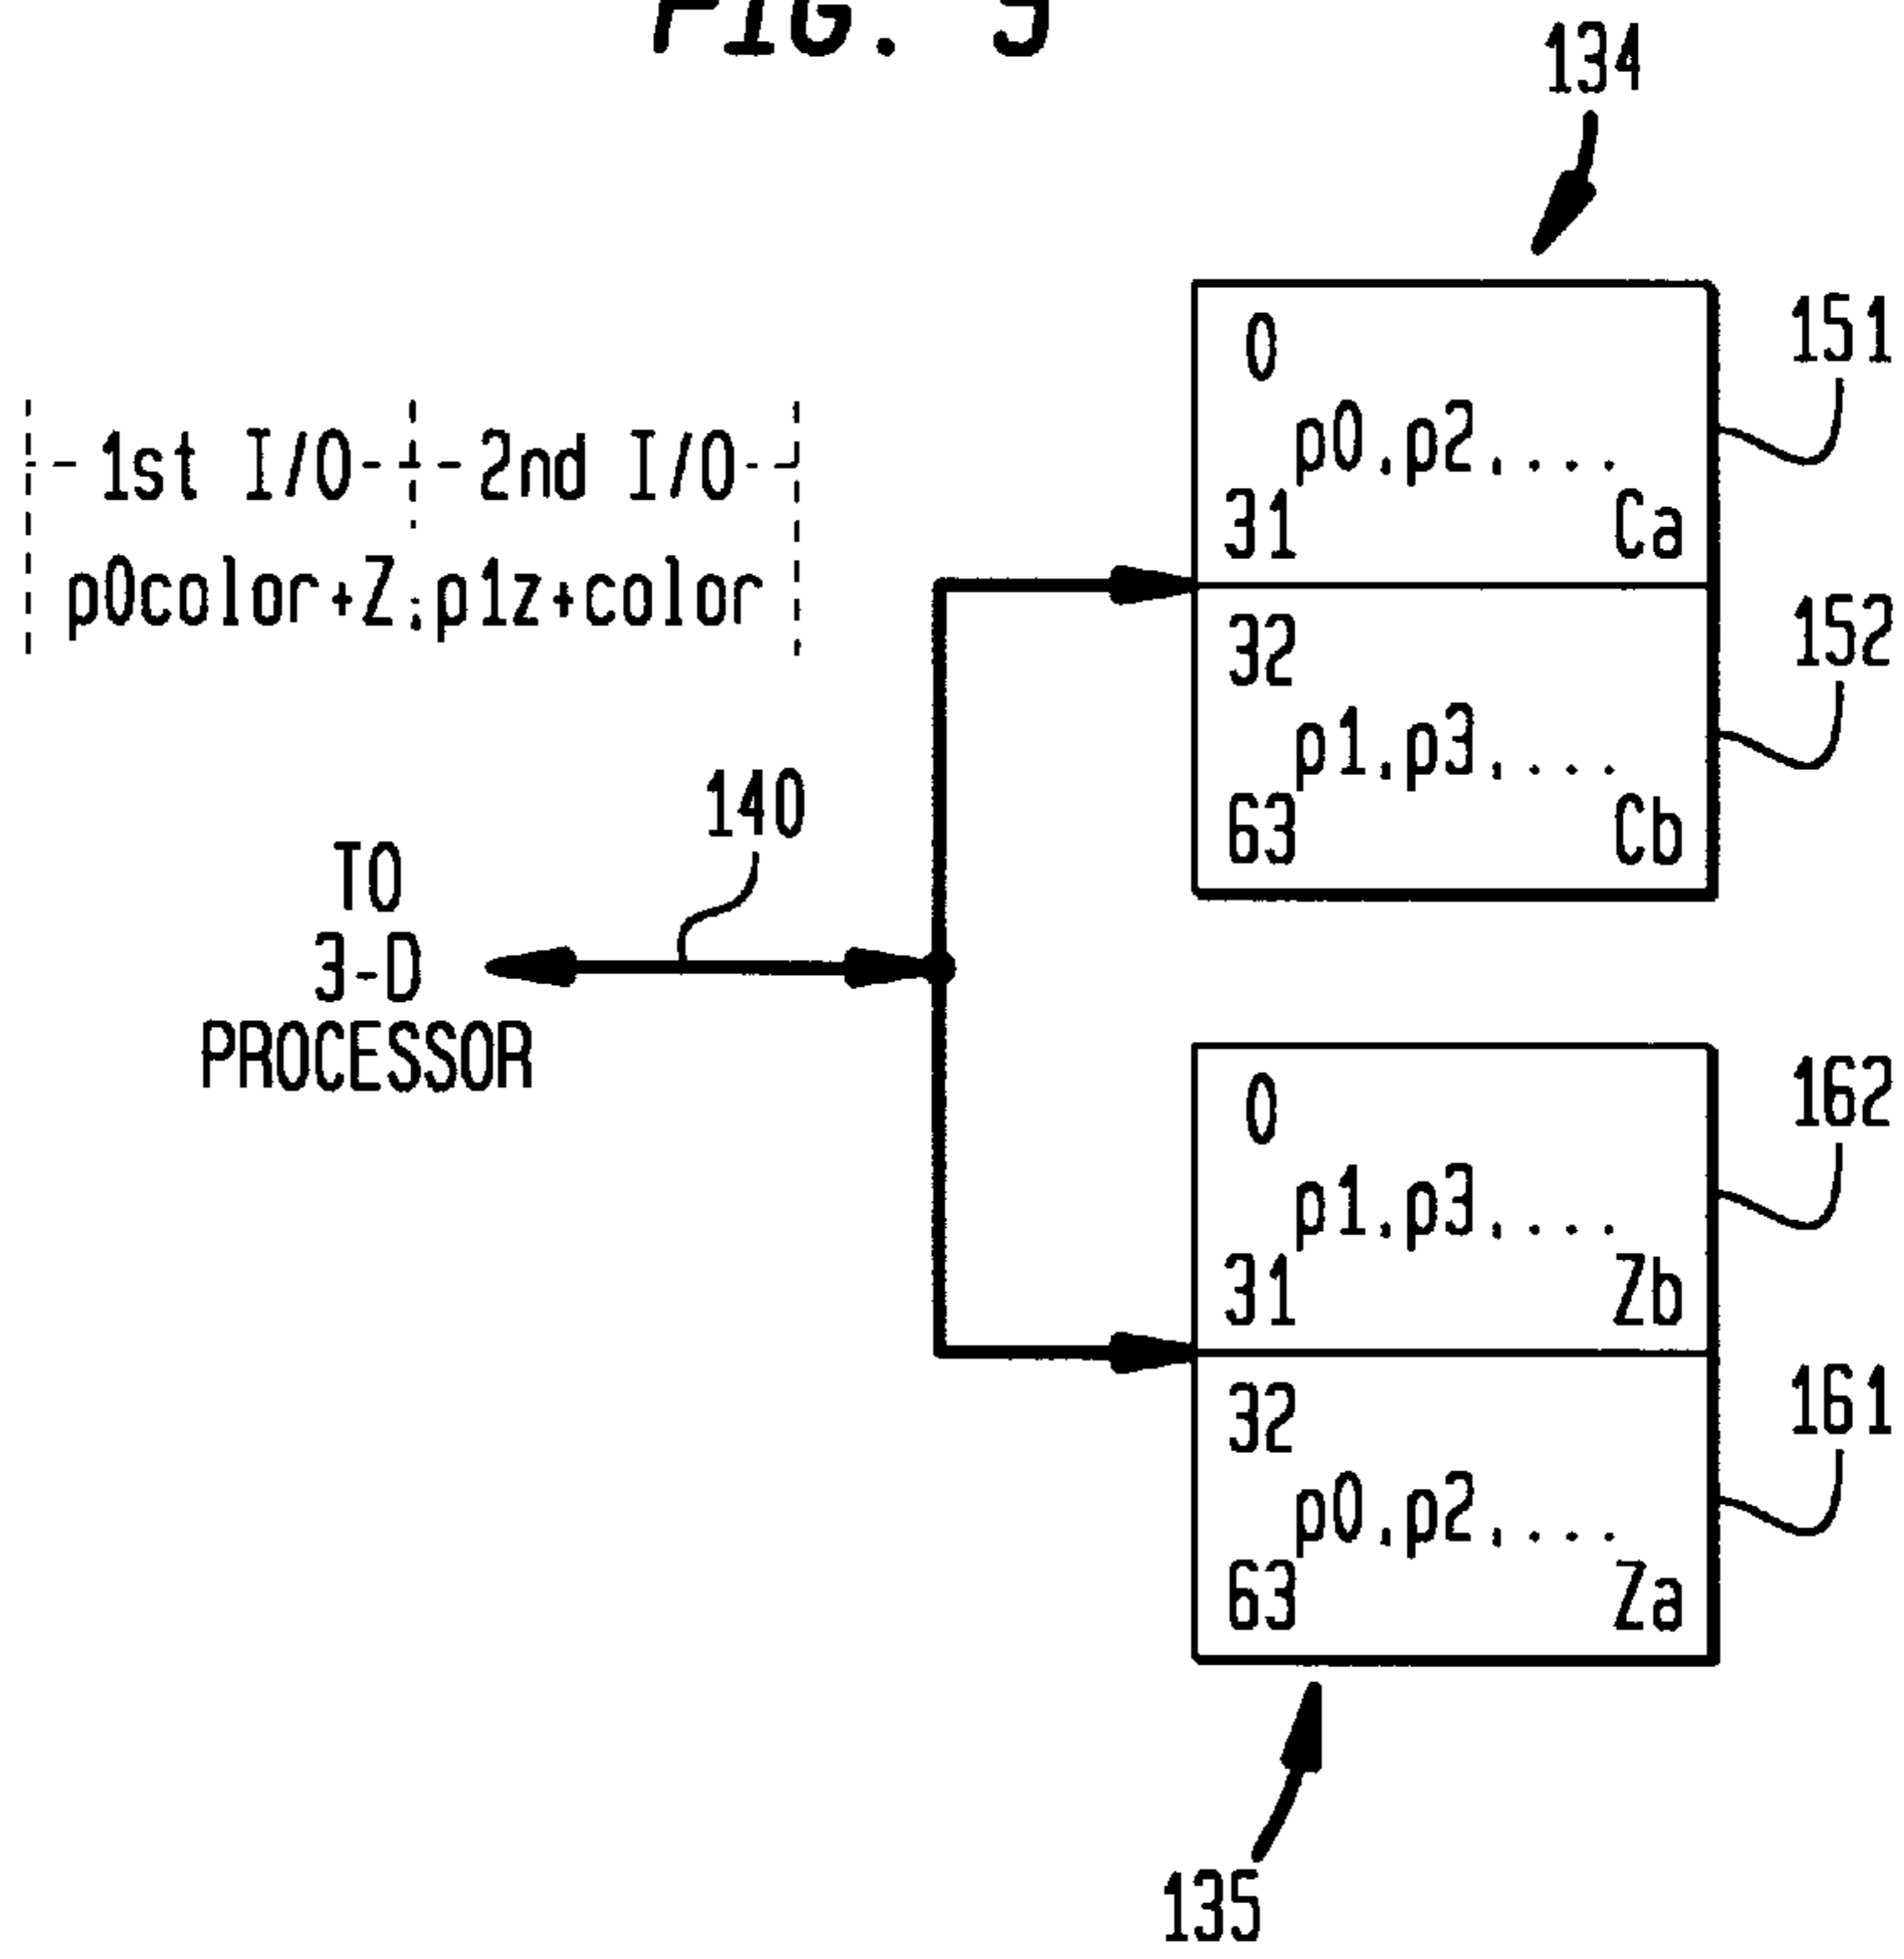 FIG.
134
0
p0,p2,...
31 Ca
151
32
p1,p3,...
63 Cb
152
1st I/O 2nd I/O
p0color+Z,p1z+color
140
TO
3-D
PROCESSOR
0
p1,p3,...
31 Zb
162
32
p0,p2,...
63 Za
161
135